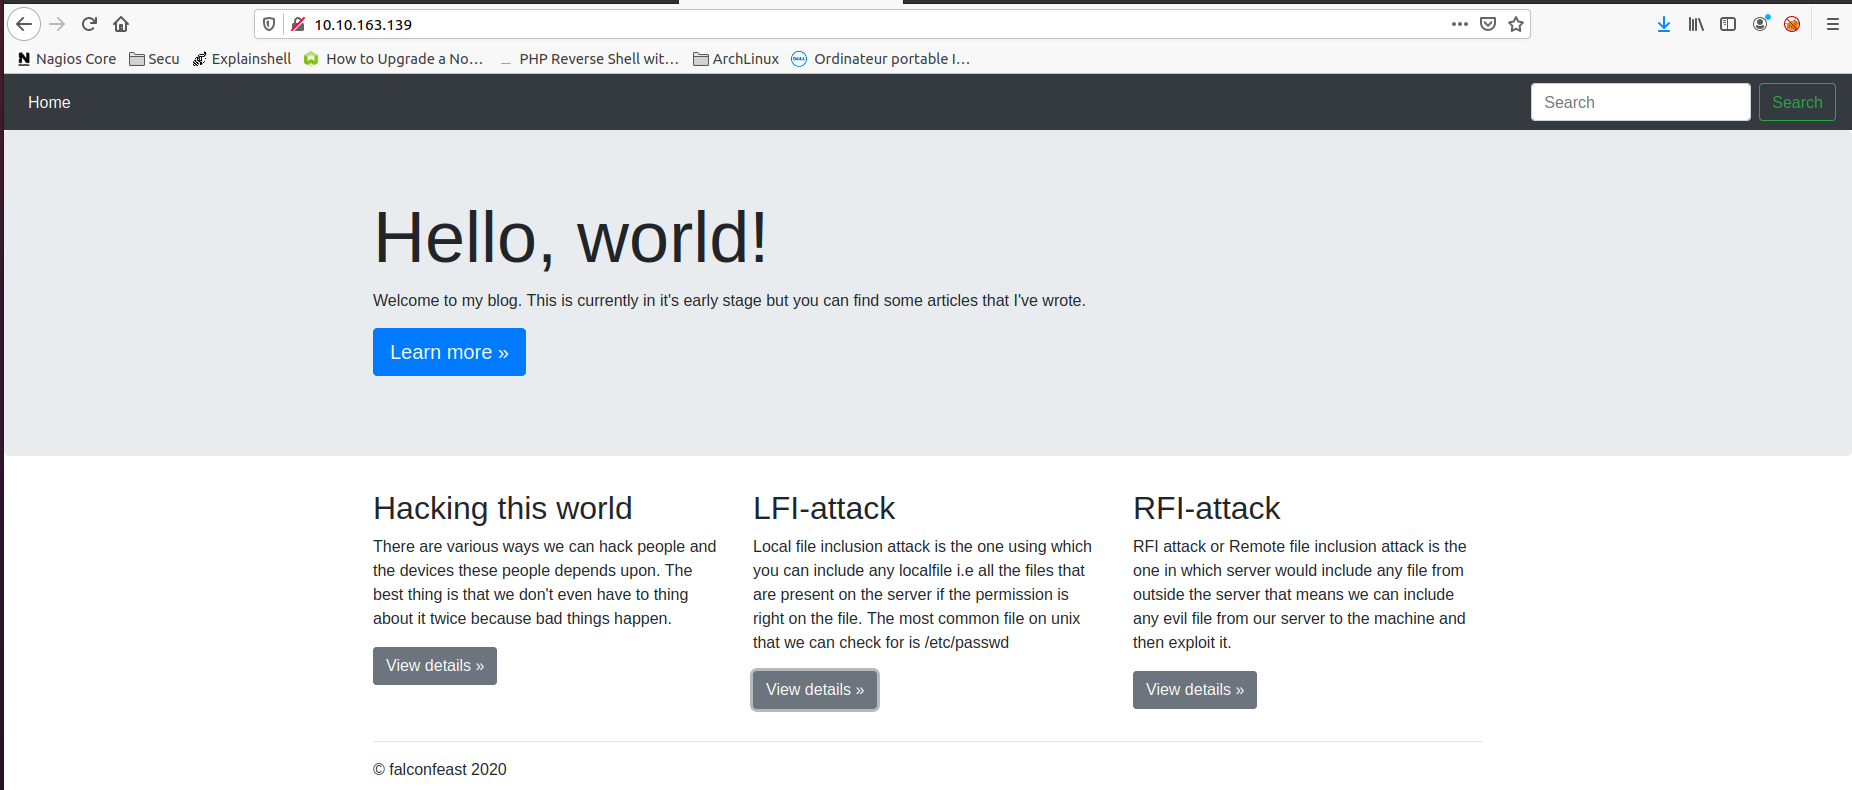 10.10.163.139
Nagios Core Secu Explainshell How to Upgrade a No… PHP Reverse Shell wit… ArchLinux Ordinateur portable I…
Home Search Search
Hello, world!
Welcome to my blog. This is currently in it's early stage but you can find some articles that I've wrote.
Learn more »
Hacking this world
There are various ways we can hack people and
the devices these people depends upon. The
best thing is that we don't even have to thing
about it twice because bad things happen.
View details »
LFI-attack
Local file inclusion attack is the one using which
you can include any localfile i.e all the files that
are present on the server if the permission is
right on the file. The most common file on unix
that we can check for is /etc/passwd
View details »
RFI-attack
RFI attack or Remote file inclusion attack is the
one in which server would include any file from
outside the server that means we can include
any evil file from our server to the machine and
then exploit it.
View details »
© falconfeast 2020